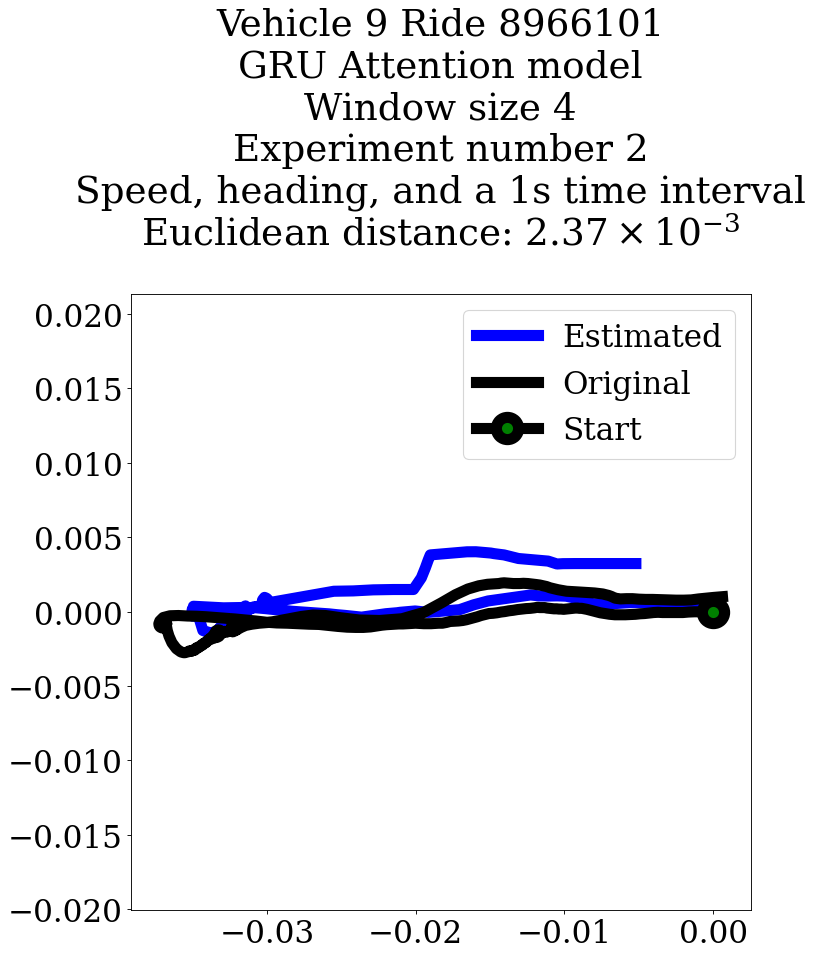 Vehicle 9 Ride 8966101
GRU Attention model
Window size 4
Experiment number 2
Speed, heading, and a 1s time interval
Euclidean distance: 2.37 × 10⁻³
0.020
0.015
0.010
0.005
0.000
−0.005
−0.010
−0.015
−0.020
Estimated
Original
Start
−0.03
−0.02
−0.01
0.00